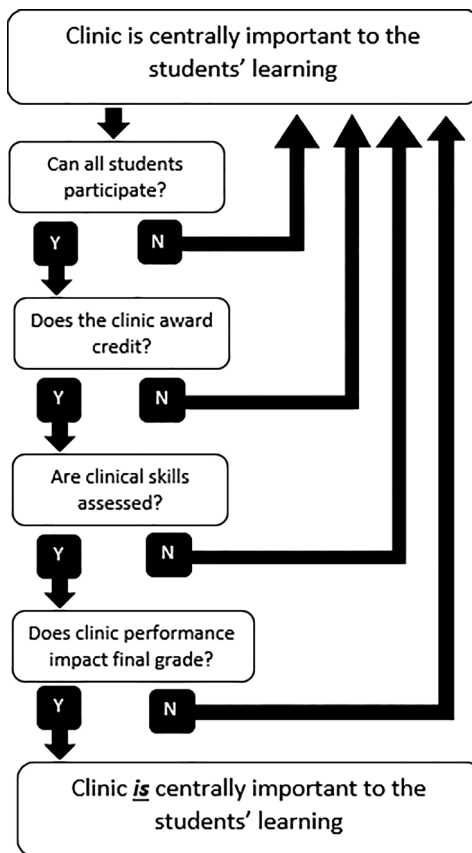 Clinic is centrally important to the
students’ learning
Can all students
participate?
Y
N
Does the clinic award
credit?
Y
N
Are clinical skills
assessed?
Y
N
Does clinic performance
impact final grade?
Y
N
Clinic is centrally important to the
students’ learning